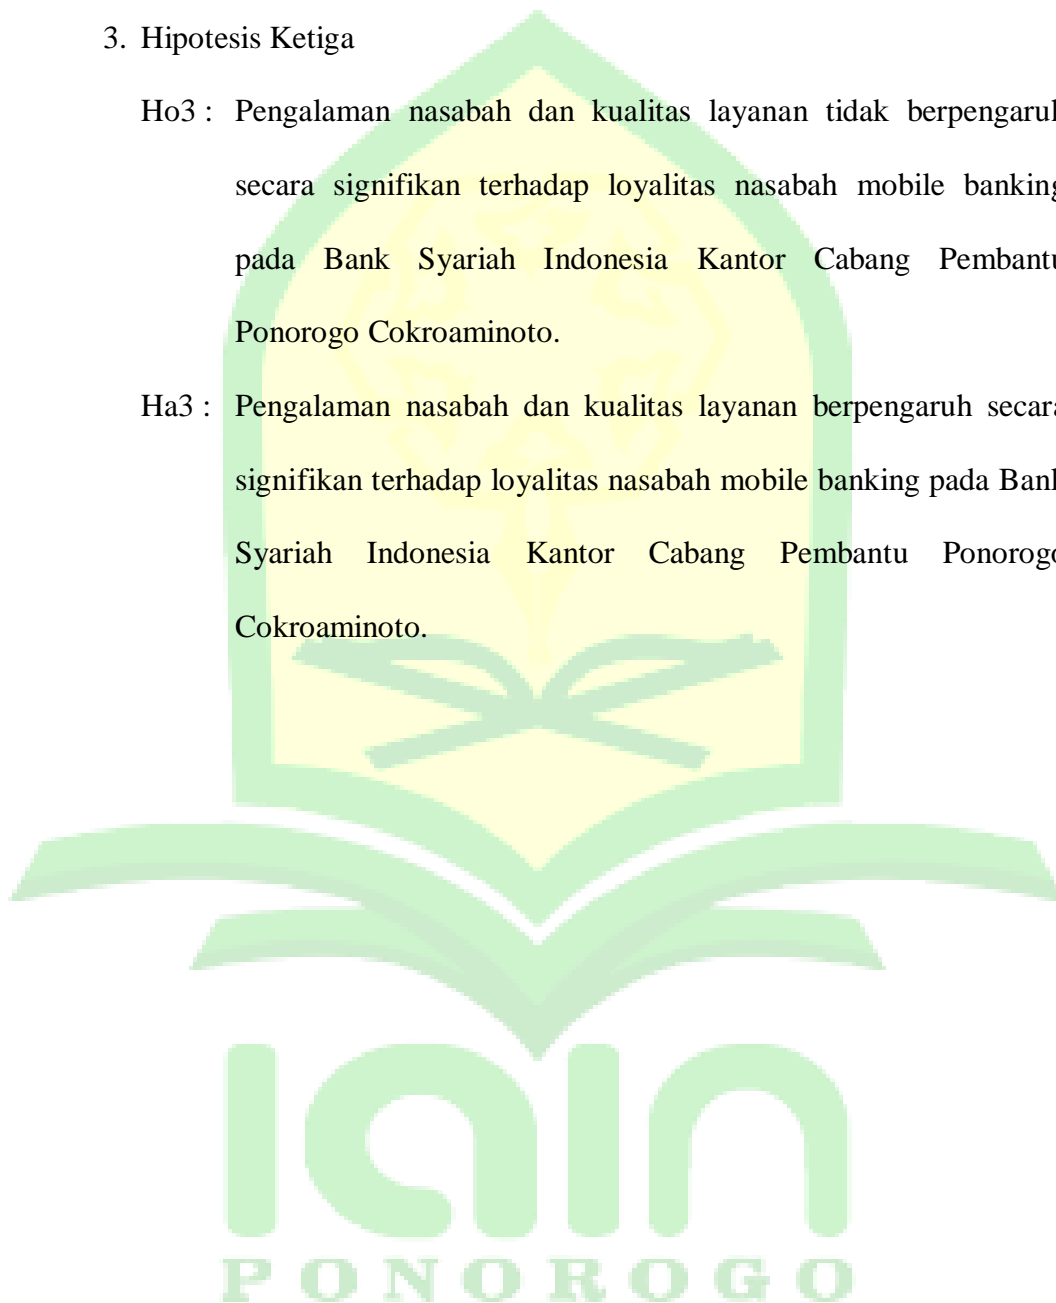 3. Hipotesis Ketiga
Ho3 : Pengalaman nasabah dan kualitas layanan tidak berpengaruh
secara signifikan terhadap loyalitas nasabah mobile banking
pada Bank Syariah Indonesia Kantor Cabang Pembantu
Ponorogo Cokroaminoto.
Ha3 : Pengalaman nasabah dan kualitas layanan berpengaruh secara
signifikan terhadap loyalitas nasabah mobile banking pada Bank
Syariah Indonesia Kantor Cabang Pembantu Ponorogo
Cokroaminoto.
IAIN
PONOROGO